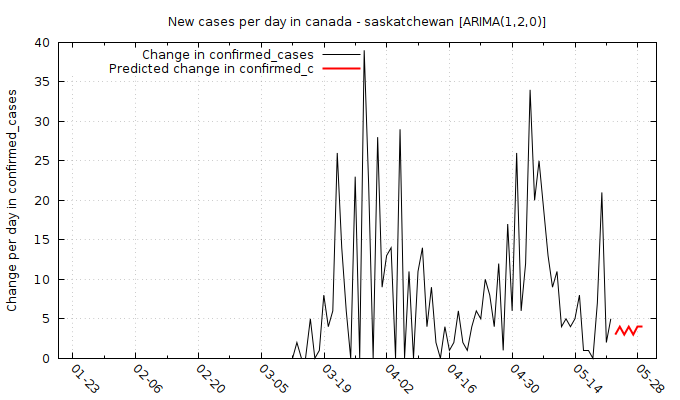 New cases per day in canada - saskatchewan [ARIMA(1,2,0)]
Change in confirmed_cases
Predicted change in confirmed_c
Change per day in confirmed_cases
40
35
30
25
20
15
10
5
0
01-23 02-06 02-20 03-05 03-19 04-02 04-16 04-30 05-14 05-28